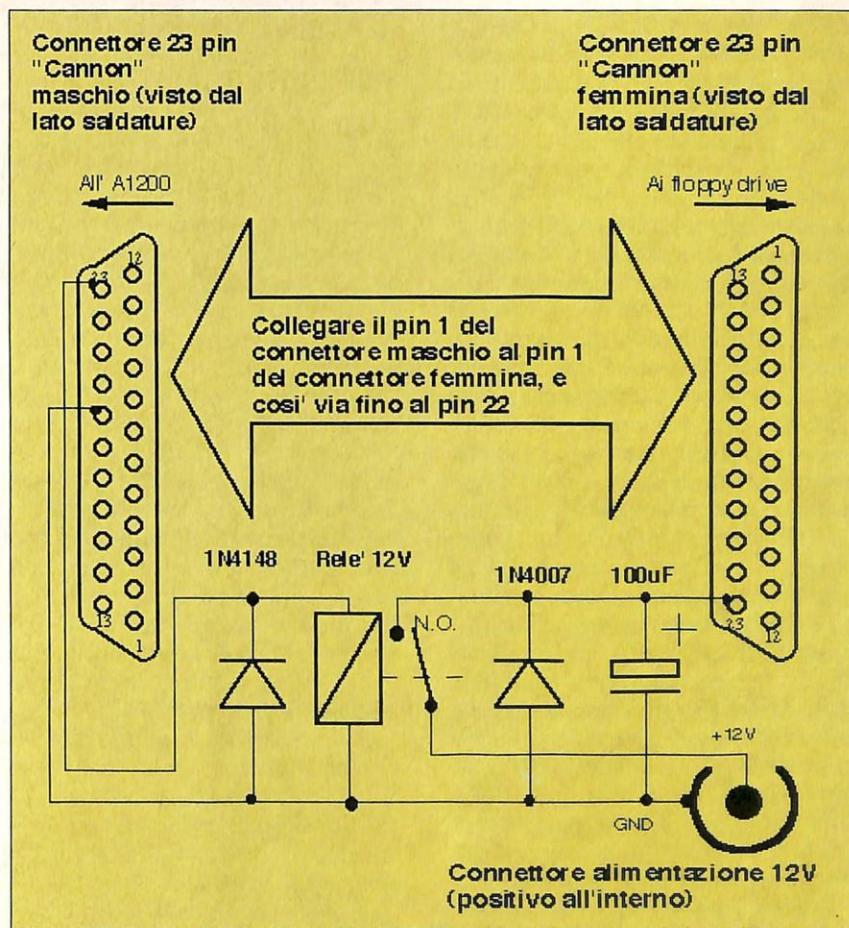 Connettore 23 pin
"Cannon"
maschio (visto dal
lato saldature)
Connettore 23 pin
"Cannon"
femmina (visto dal
lato saldature)
All' A1200
Ai floppy drive
23
12
13
1
Collegare il pin 1 del
connettore maschio al pin 1
del connettore femmina, e
cosi' via fino al pin 22
13
1
23
12
1N4148
Rele' 12V
1N4007
100uF
N.O.
+
+12V
GND
Connettore alimentazione 12V
(positivo all'interno)